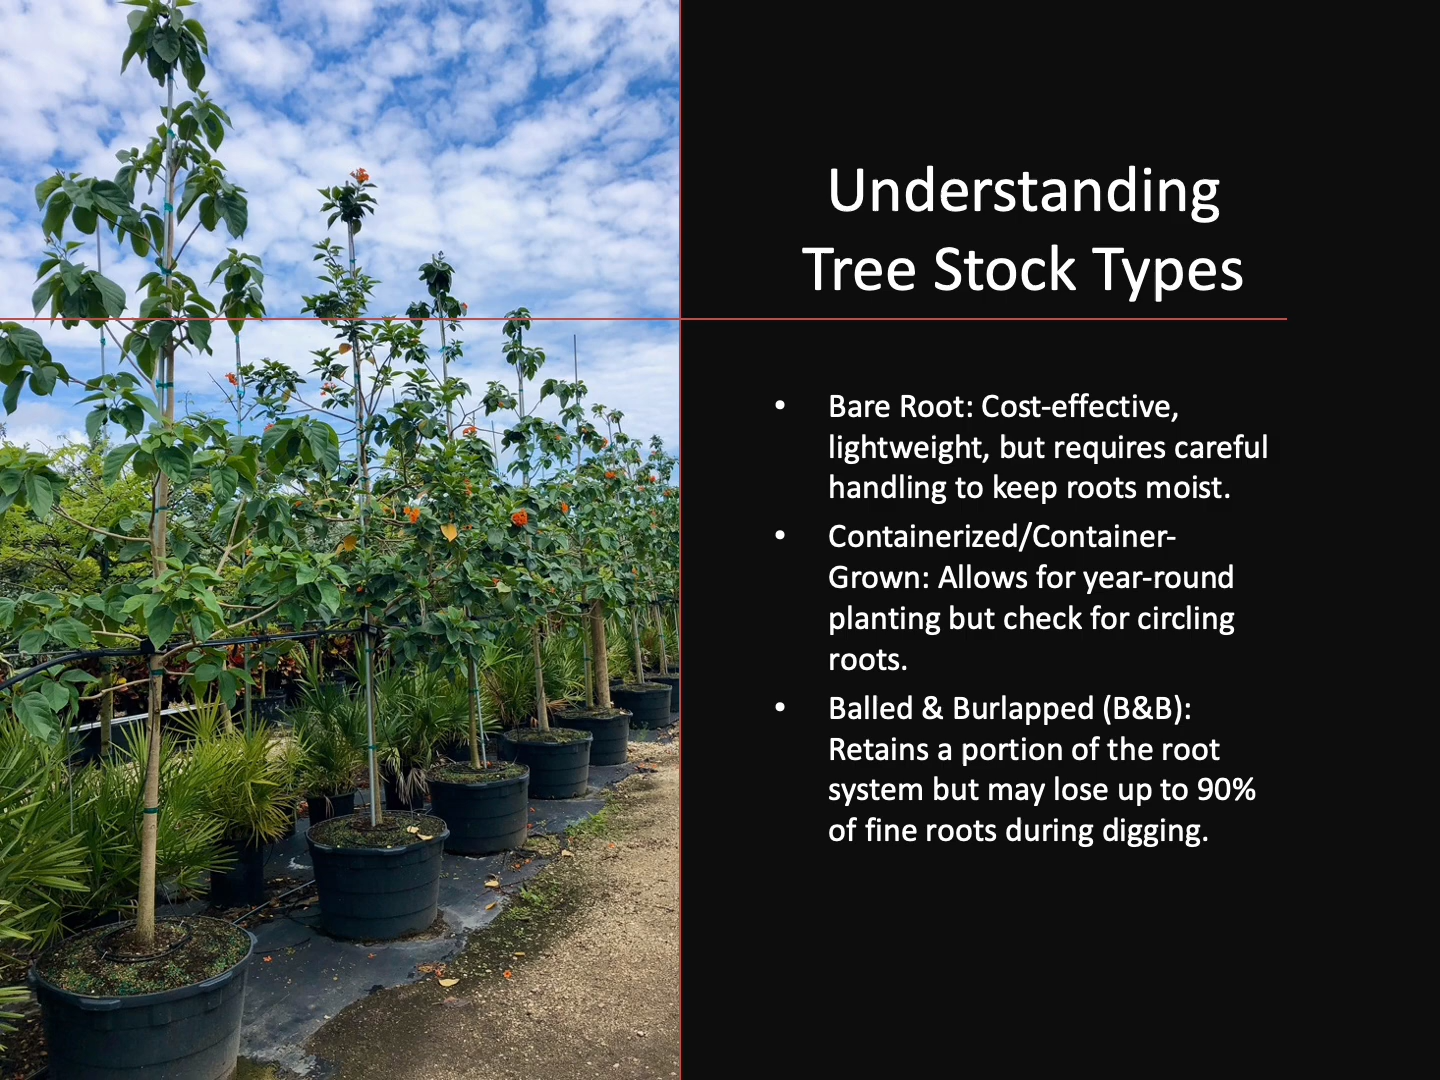 Understanding
Tree Stock Types
• Bare Root: Cost-effective,
lightweight, but requires careful
handling to keep roots moist.
• Containerized/Container-
Grown: Allows for year-round
planting but check for circling
roots.
• Balled & Burlapped (B&B):
Retains a portion of the root
system but may lose up to 90%
of fine roots during digging.